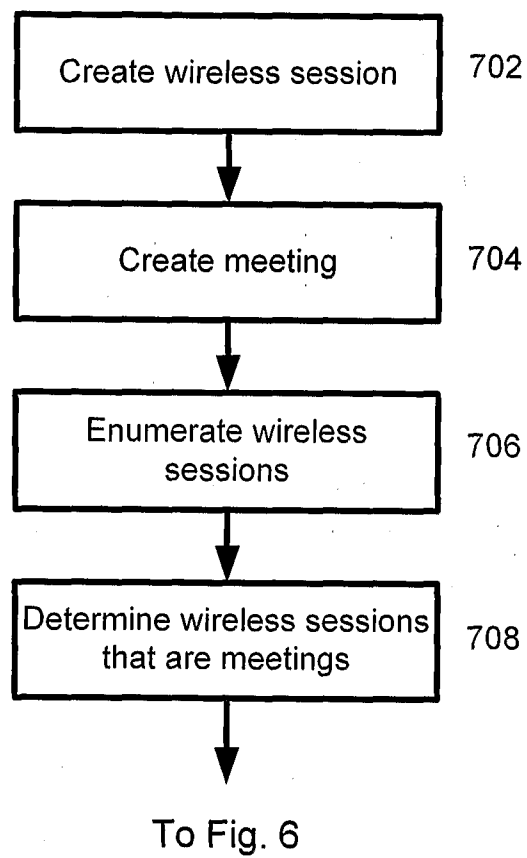 Create wireless session 702
Create meeting 704
Enumerate wireless
sessions 706
Determine wireless sessions
that are meetings 708
To Fig. 6